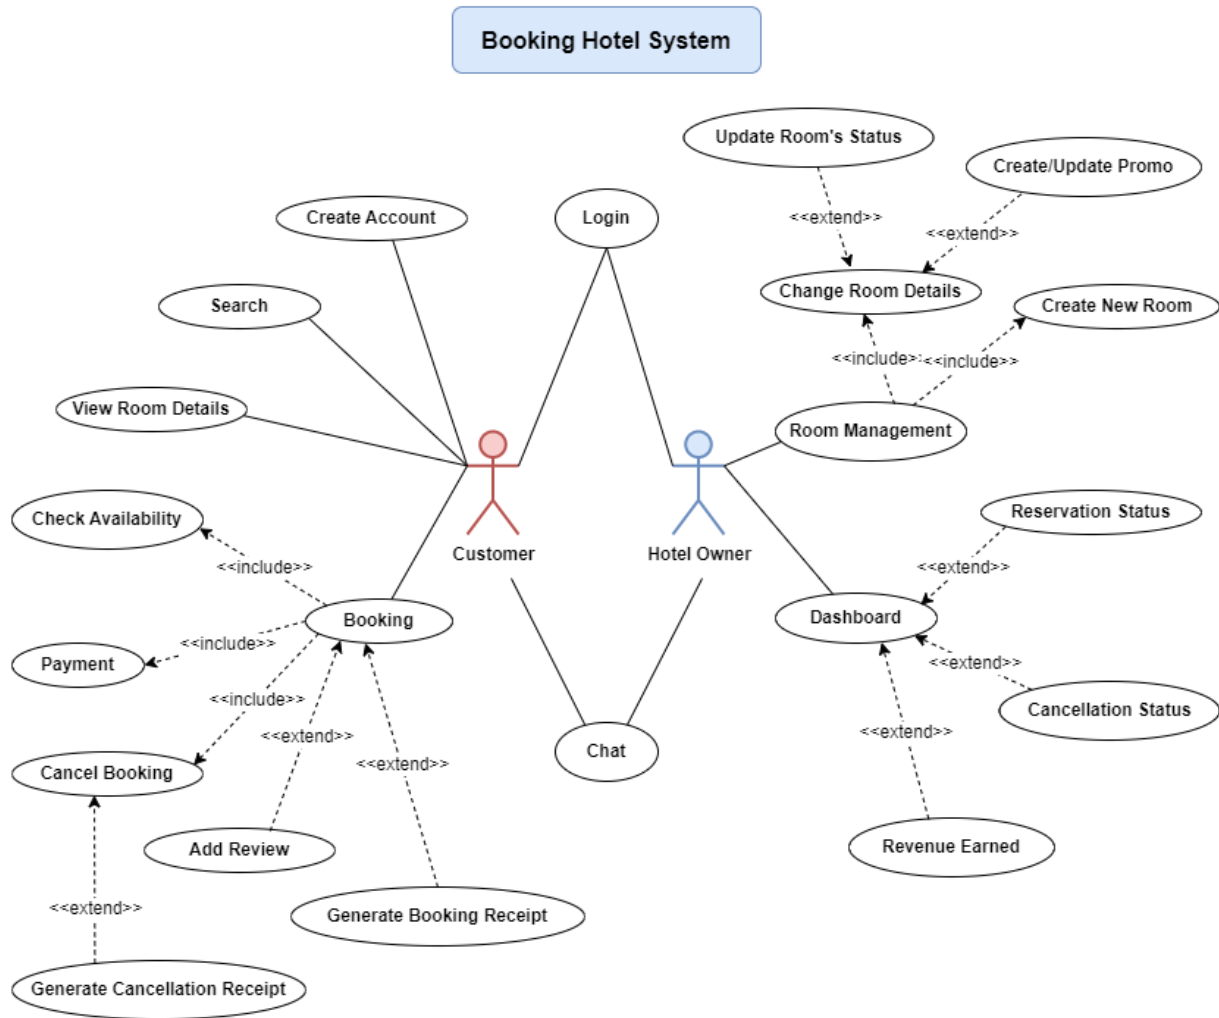 Booking Hotel System
Update Room's Status
Create/Update Promo
Create Account
Login
<<extend>>
<<extend>>
Search
Change Room Details
Create New Room
<<include>>
<<include>>
View Room Details
Room Management
Check Availability
Reservation Status
Customer
Hotel Owner
<<include>>
<<extend>>
Booking
Dashboard
<<include>>
Payment
<<extend>>
<<include>>
Cancellation Status
<<extend>>
<<extend>>
Chat
<<extend>>
Cancel Booking
Add Review
Revenue Earned
<<extend>>
Generate Booking Receipt
Generate Cancellation Receipt